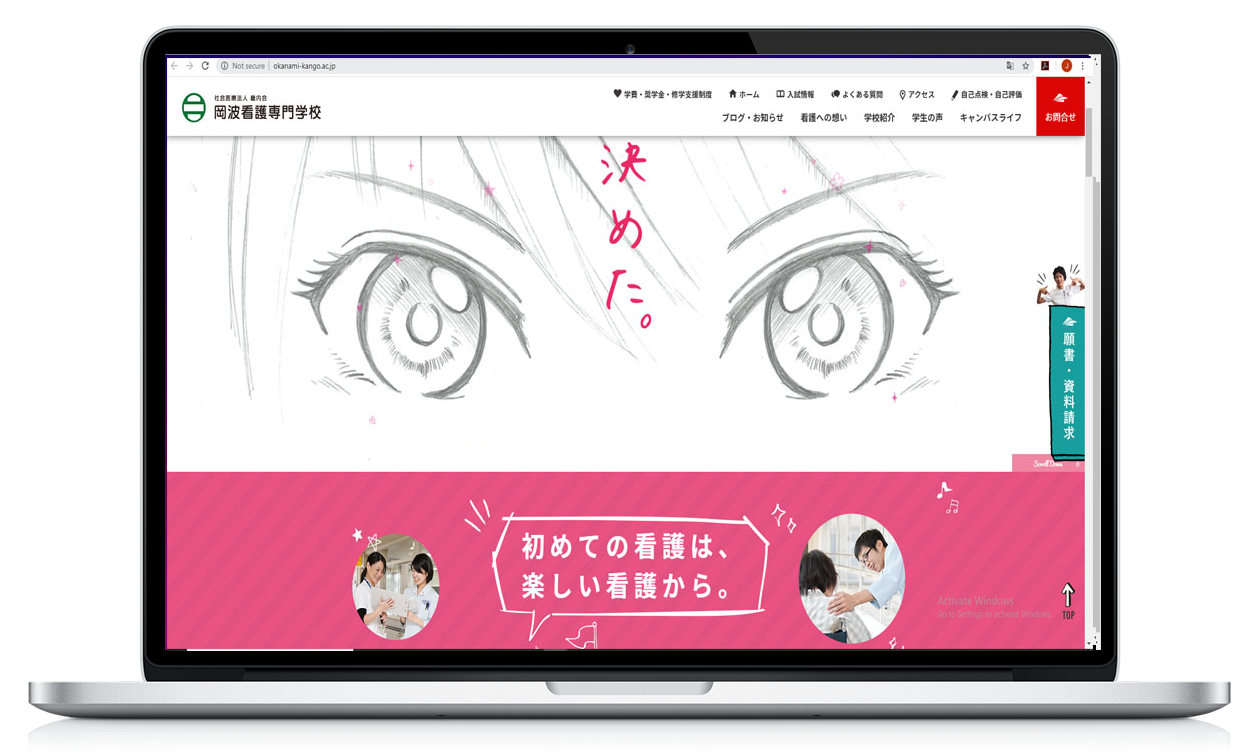 Not secure
okanami-kango.ac.jp
J
社会医療法人 畿内会
岡波看護専門学校
学費・奨学金・修学支援制度
ホーム
入試情報
よくある質問
アクセス
自己点検・自己評価
ブログ・お知らせ
看護への想い
学校紹介
学生の声
キャンパスライフ
お問合せ
決めた。
願書・資料請求
Scroll Down
初めての看護は、
楽しい看護から。
Activate Windows
Go to Settings to activate Windows.
TOP